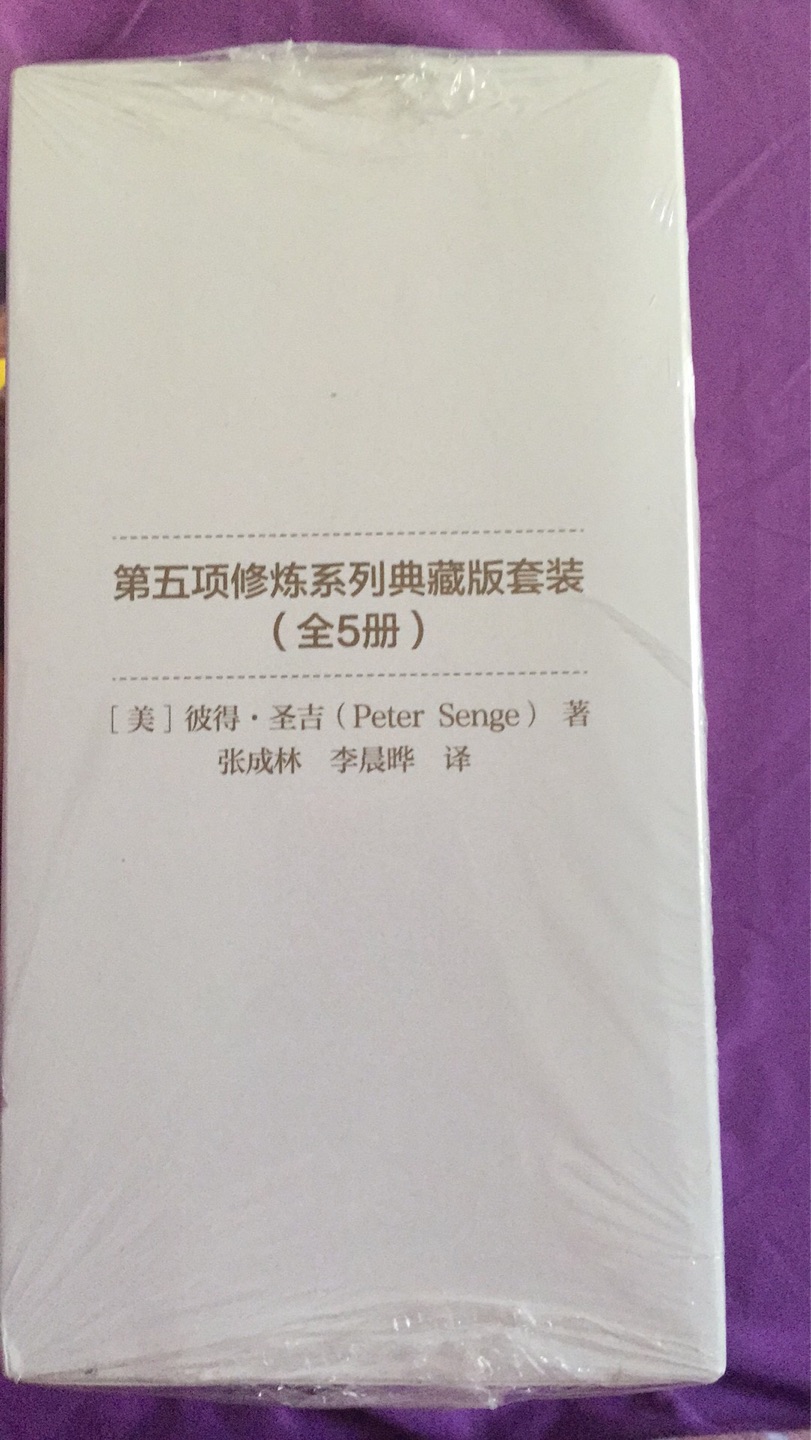 第五项修炼系列典藏版套装
（全5册）
［美］彼得·圣吉（Peter Senge） 著
张成林 李晨晔 译